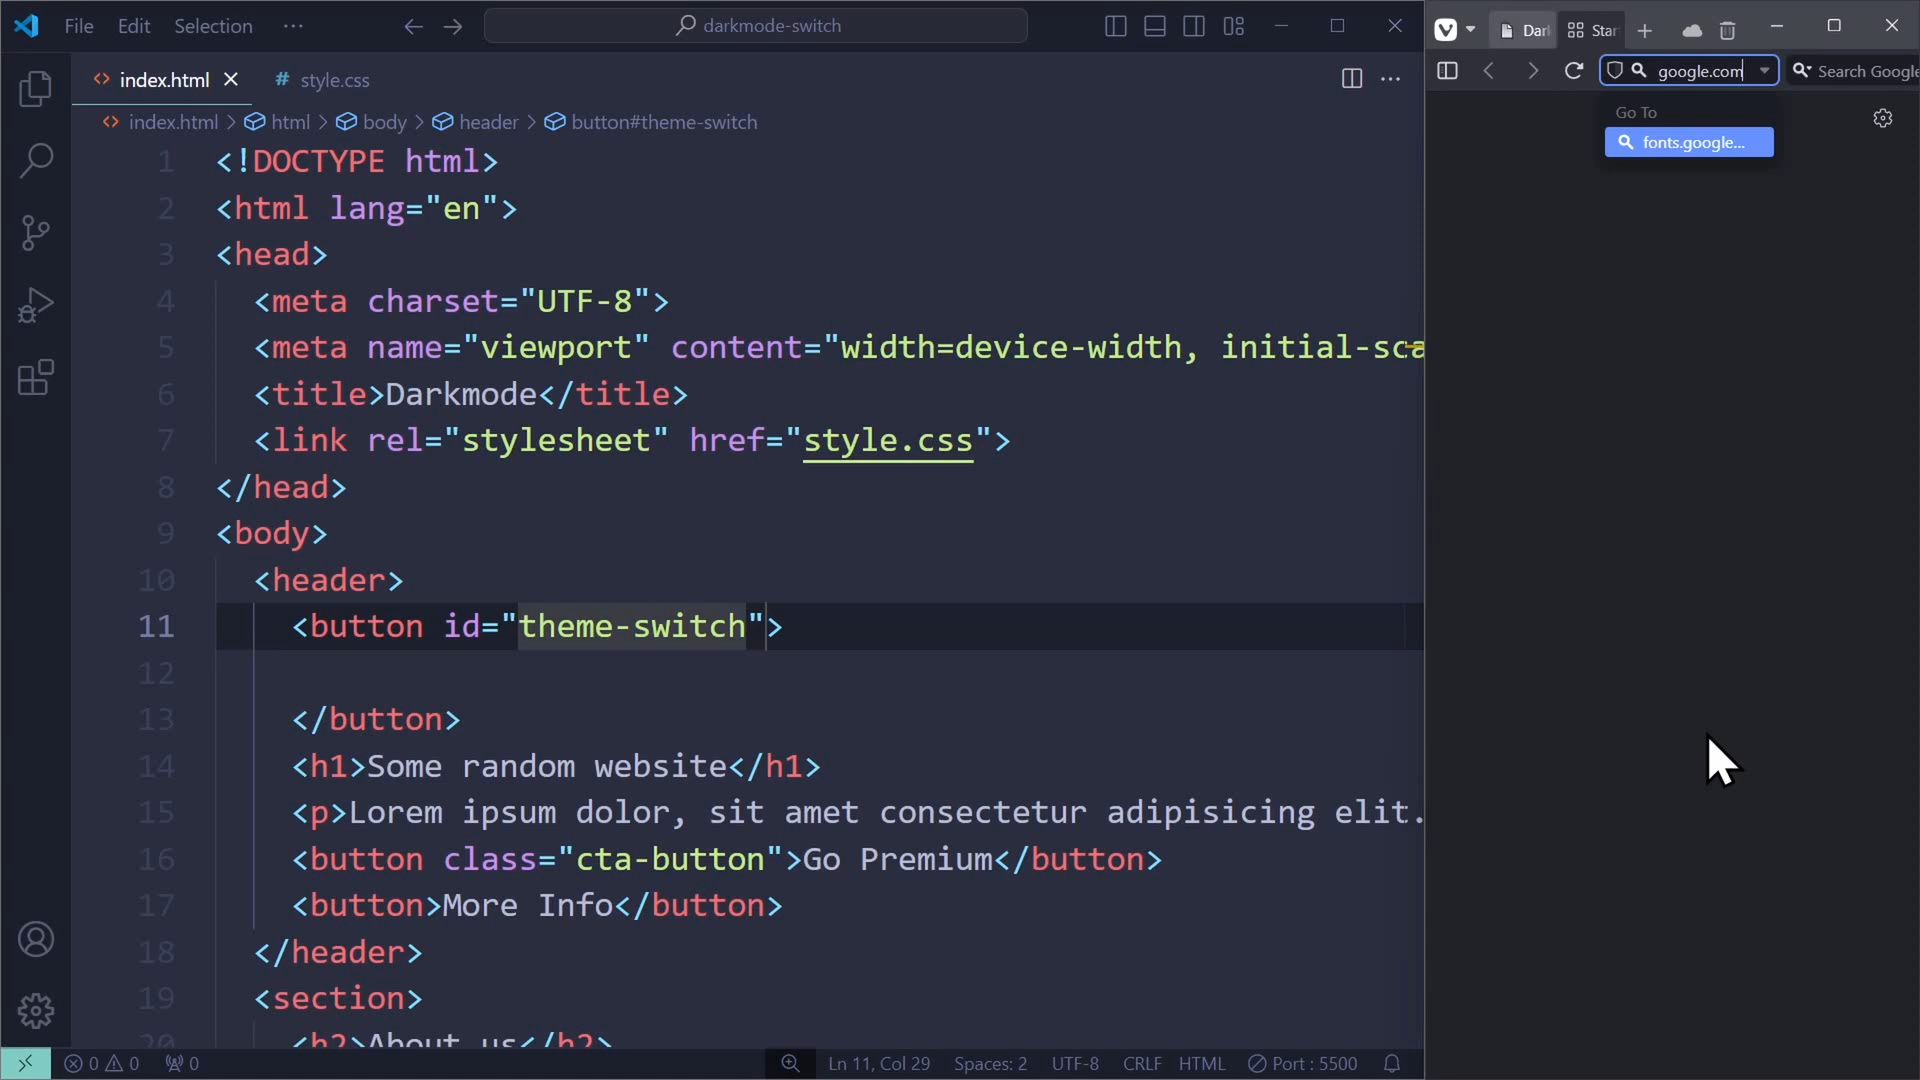 File Edit Selection ···
darkmode-switch
index.html
style.css
index.html > html > body > header > button#theme-switch
1 <!DOCTYPE html>
2 <html lang="en">
3 <head>
4 <meta charset="UTF-8">
5 <meta name="viewport" content="width=device-width, initial-sca
6 <title>Darkmode</title>
7 <link rel="stylesheet" href="style.css">
8 </head>
9 <body>
10 <header>
11 <button id="theme-switch">
12
13 </button>
14 <h1>Some random website</h1>
15 <p>Lorem ipsum dolor, sit amet consectetur adipisicing elit.
16 <button class="cta-button">Go Premium</button>
17 <button>More Info</button>
18 </header>
19 <section>
20 <h2>About us</h2>
0 0 0
Ln 11, Col 29 Spaces: 2 UTF-8 CRLF HTML Port : 5500
Dar
Star
google.com
Search Google
Go To
fonts.google...